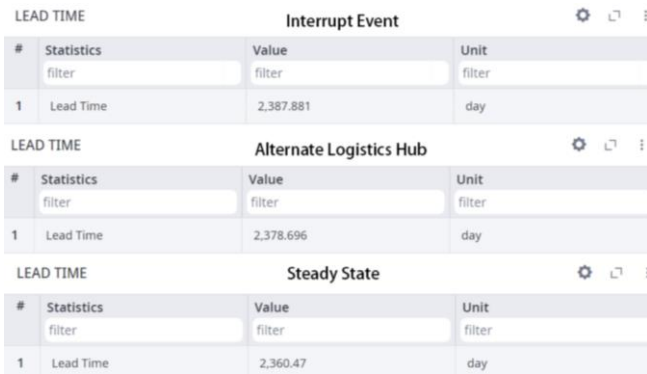 LEAD TIME Interrupt Event
# Statistics Value Unit
filter filter filter
1 Lead Time 2,387.881 day
LEAD TIME Alternate Logistics Hub
# Statistics Value Unit
filter filter filter
1 Lead Time 2,378.696 day
LEAD TIME Steady State
# Statistics Value Unit
filter filter filter
1 Lead Time 2,360.47 day